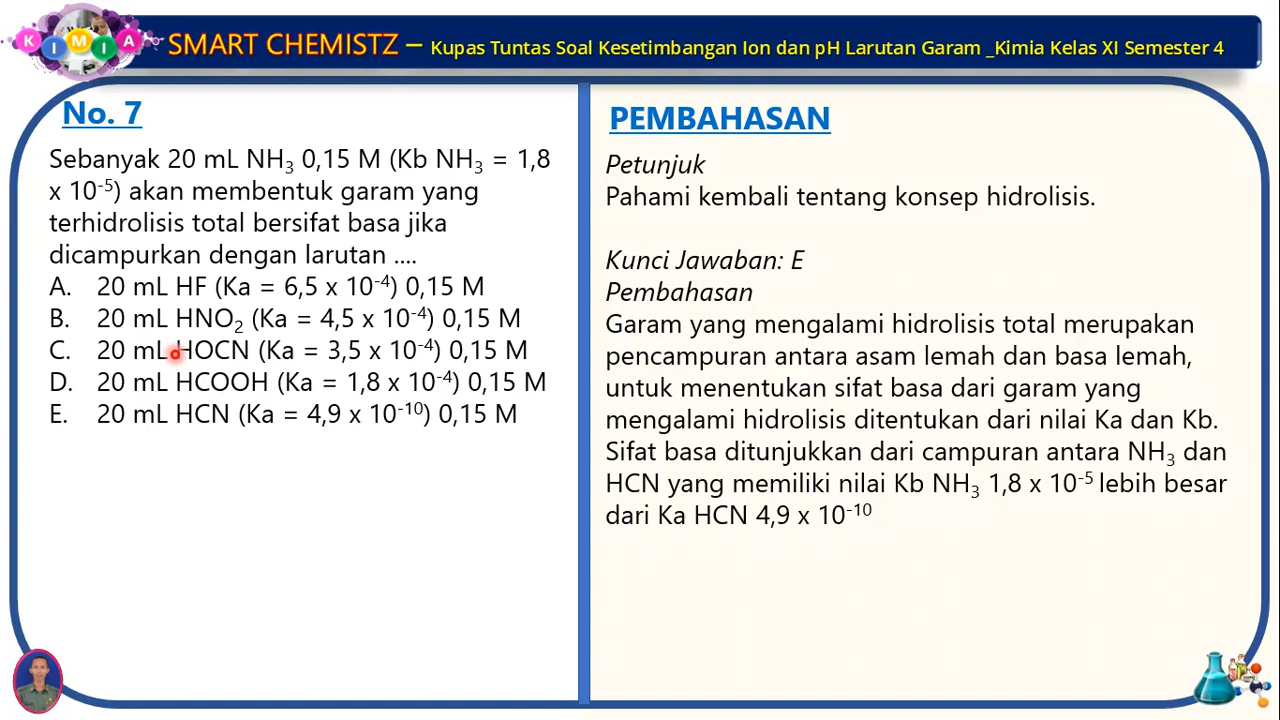 KIMIA
SMART CHEMISTZ – Kupas Tuntas Soal Kesetimbangan Ion dan pH Larutan Garam _Kimia Kelas XI Semester 4
No. 7
Sebanyak 20 mL NH₃ 0,15 M (Kb NH₃ = 1,8
x 10⁻⁵) akan membentuk garam yang
terhidrolisis total bersifat basa jika
dicampurkan dengan larutan ....
A. 20 mL HF (Ka = 6,5 x 10⁻⁴) 0,15 M
B. 20 mL HNO₂ (Ka = 4,5 x 10⁻⁴) 0,15 M
C. 20 mL HOCN (Ka = 3,5 x 10⁻⁴) 0,15 M
D. 20 mL HCOOH (Ka = 1,8 x 10⁻⁴) 0,15 M
E. 20 mL HCN (Ka = 4,9 x 10⁻¹⁰) 0,15 M
PEMBAHASAN
Petunjuk
Pahami kembali tentang konsep hidrolisis.
Kunci Jawaban: E
Pembahasan
Garam yang mengalami hidrolisis total merupakan
pencampuran antara asam lemah dan basa lemah,
untuk menentukan sifat basa dari garam yang
mengalami hidrolisis ditentukan dari nilai Ka dan Kb.
Sifat basa ditunjukkan dari campuran antara NH₃ dan
HCN yang memiliki nilai Kb NH₃ 1,8 x 10⁻⁵ lebih besar
dari Ka HCN 4,9 x 10⁻¹⁰